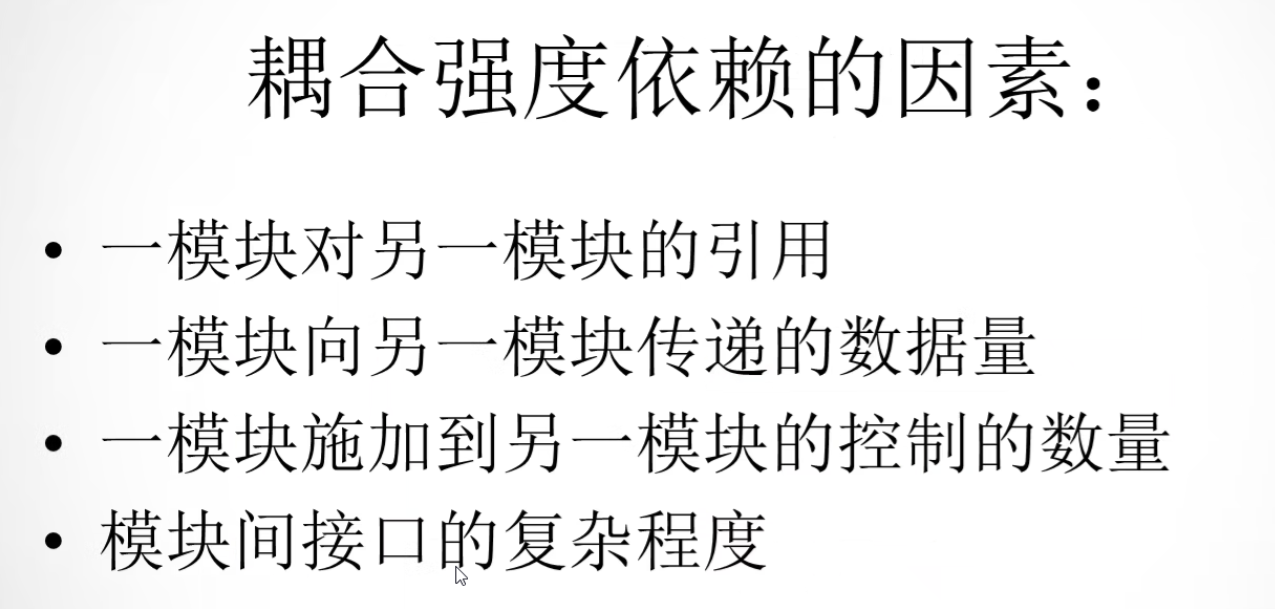 耦合强度依赖的因素：
• 一模块对另一模块的引用
• 一模块向另一模块传递的数据量
• 一模块施加到另一模块的控制的数量
• 模块间接口的复杂程度